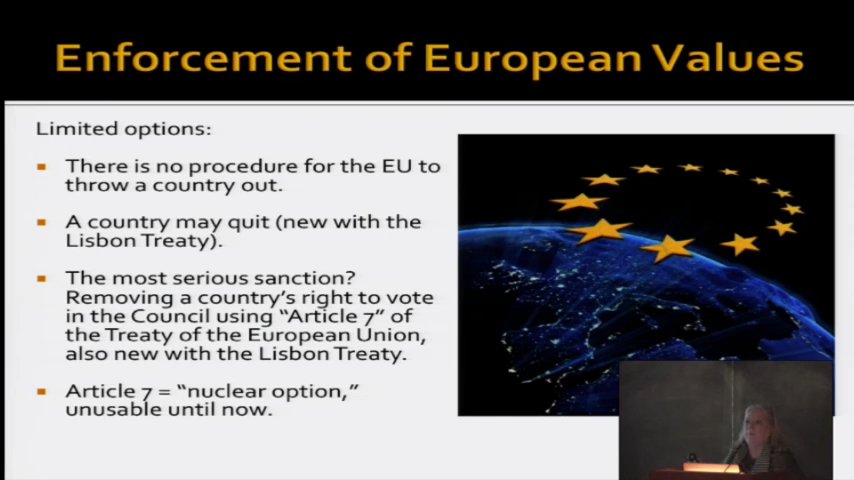 Enforcement of European Values
Limited options:
There is no procedure for the EU to
throw a country out.
A country may quit (new with the
Lisbon Treaty).
The most serious sanction?
Removing a country's right to vote
in the Council using "Article 7" of
the Treaty of the European Union,
also new with the Lisbon Treaty.
Article 7 = "nuclear option,"
unusable until now.